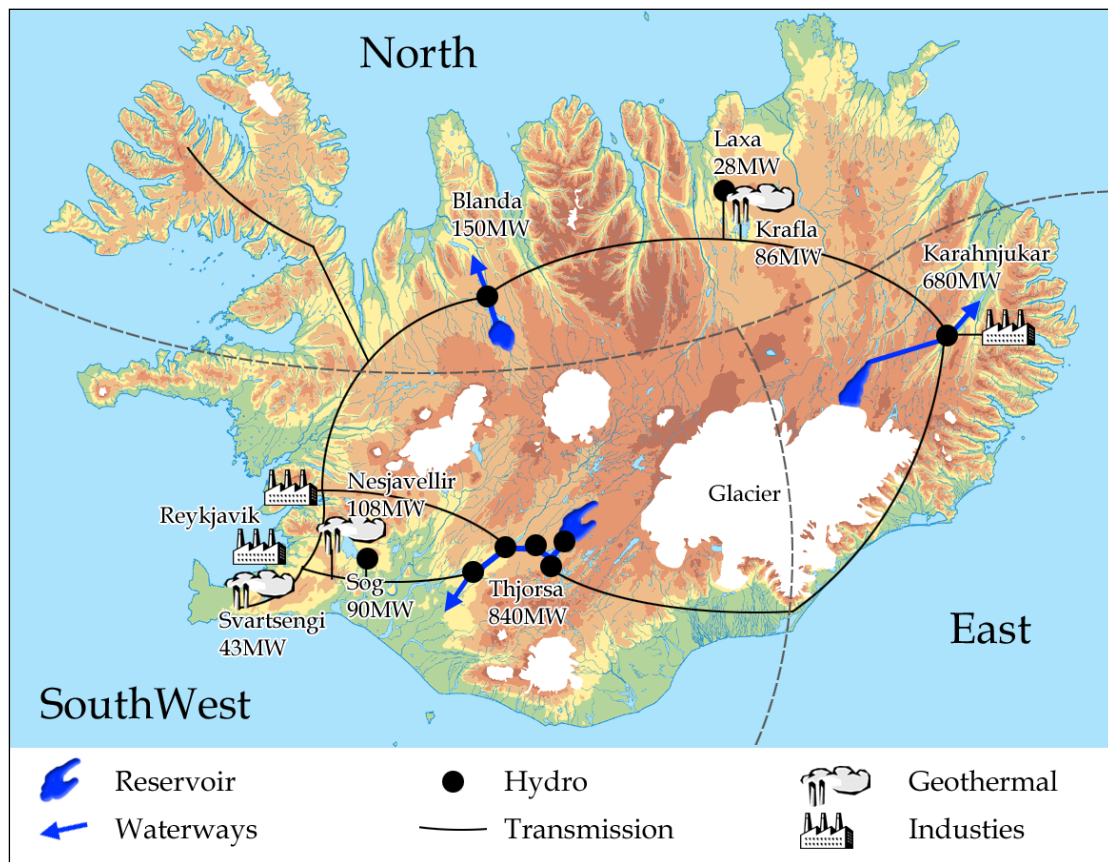 North
Laxa
28MW
Blanda
150MW
Krafla
86MW
Karahnjukar
680MW
Nesjavellir
108MW
Glacier
Reykjavik
Sog
90MW
Thjorsa
840MW
Svartsengi
43MW
East
SouthWest
Reservoir
Hydro
Geothermal
Waterways
Transmission
Industies